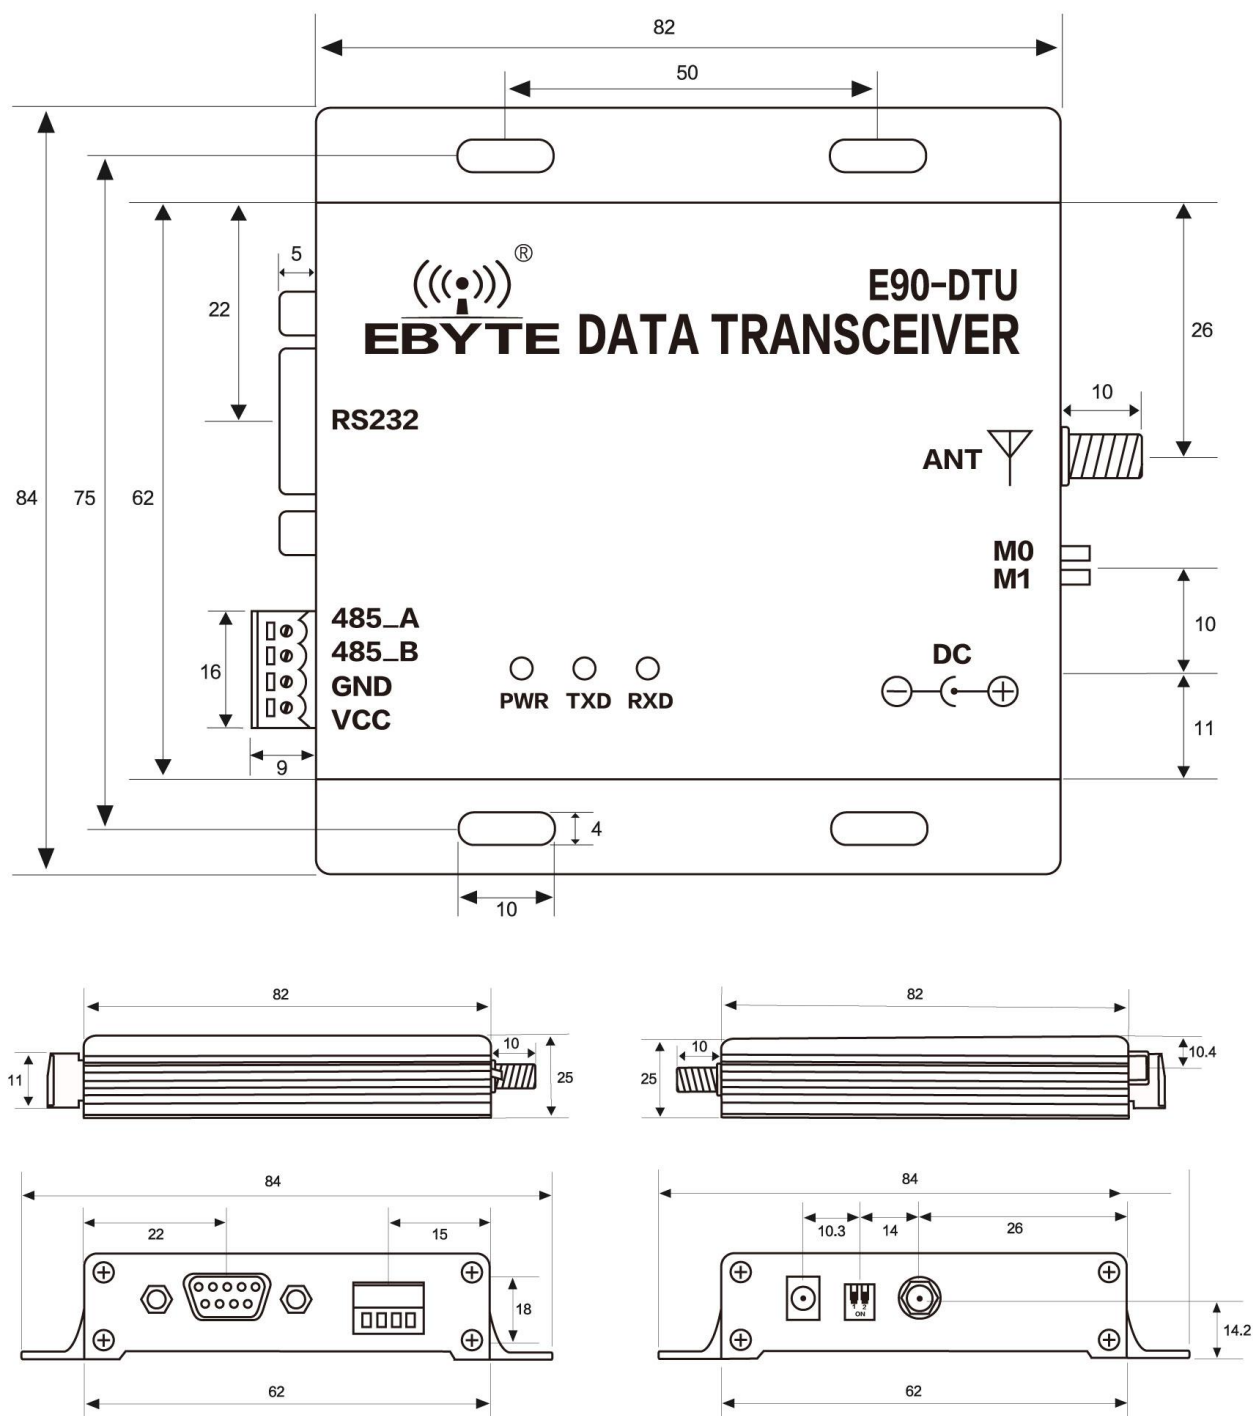 82
50
5
®
E90-DTU
EBYTE DATA TRANSCEIVER
22
26
RS232
10
ANT
84
75
62
M0
M1
485_A
485_B
GND
VCC
16
10
DC
PWR TXD RXD
11
9
4
10
82
82
11
10
25
25
10
10.4
84
84
22
15
10.3
14
26
18
1 2
ON
14.2
62
62